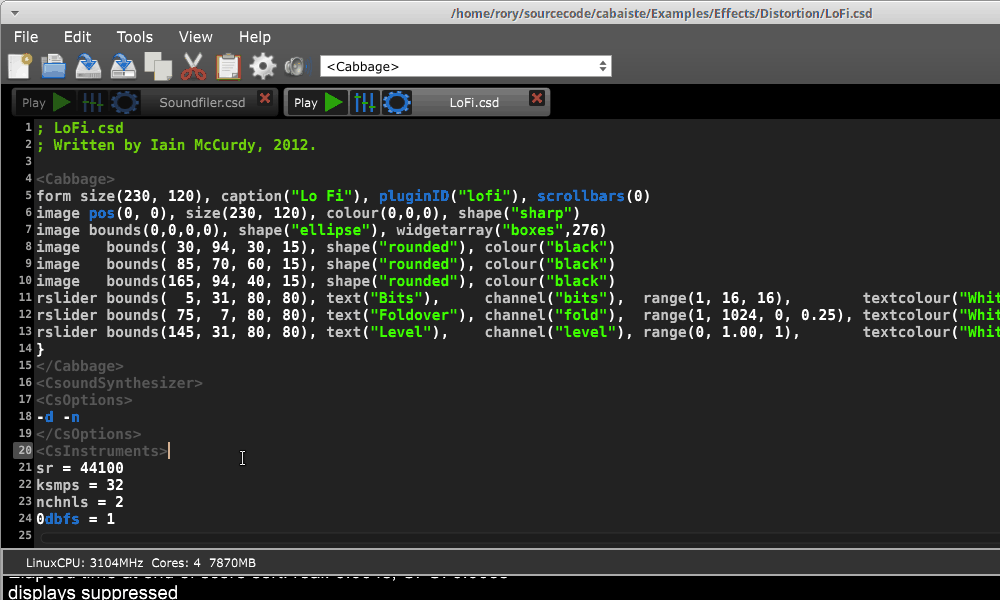 /home/rory/sourcecode/cabaiste/Examples/Effects/Distortion/LoFi.csd
File Edit Tools View Help
<Cabbage>
Play Soundfiler.csd Play LoFi.csd
1 ; LoFi.csd
2 ; Written by Iain McCurdy, 2012.
3
4 <Cabbage>
5 form size(230, 120), caption("Lo Fi"), pluginID("lofi"), scrollbars(0)
6 image pos(0, 0), size(230, 120), colour(0,0,0), shape("sharp")
7 image bounds(0,0,0,0), shape("ellipse"), widgetarray("boxes",276)
8 image   bounds( 30, 94, 30, 15), shape("rounded"), colour("black")
9 image   bounds( 85, 70, 60, 15), shape("rounded"), colour("black")
10 image   bounds(165, 94, 40, 15), shape("rounded"), colour("black")
11 rslider bounds(  5, 31, 80, 80), text("Bits"),     channel("bits"),  range(1, 16, 16),        textcolour("Whit
12 rslider bounds( 75,  7, 80, 80), text("Foldover"), channel("fold"),  range(1, 1024, 0, 0.25), textcolour("Whit
13 rslider bounds(145, 31, 80, 80), text("Level"),    channel("level"), range(0, 1.00, 1),       textcolour("Whit
14 }
15 </Cabbage>
16 <CsoundSynthesizer>
17 <CsOptions>
18 -d -n
19 </CsOptions>
20 <CsInstruments>
21 sr = 44100
22 ksmps = 32
23 nchnls = 2
24 0dbfs = 1
25
LinuxCPU: 3104MHz Cores: 4 7870MB
displays suppressed